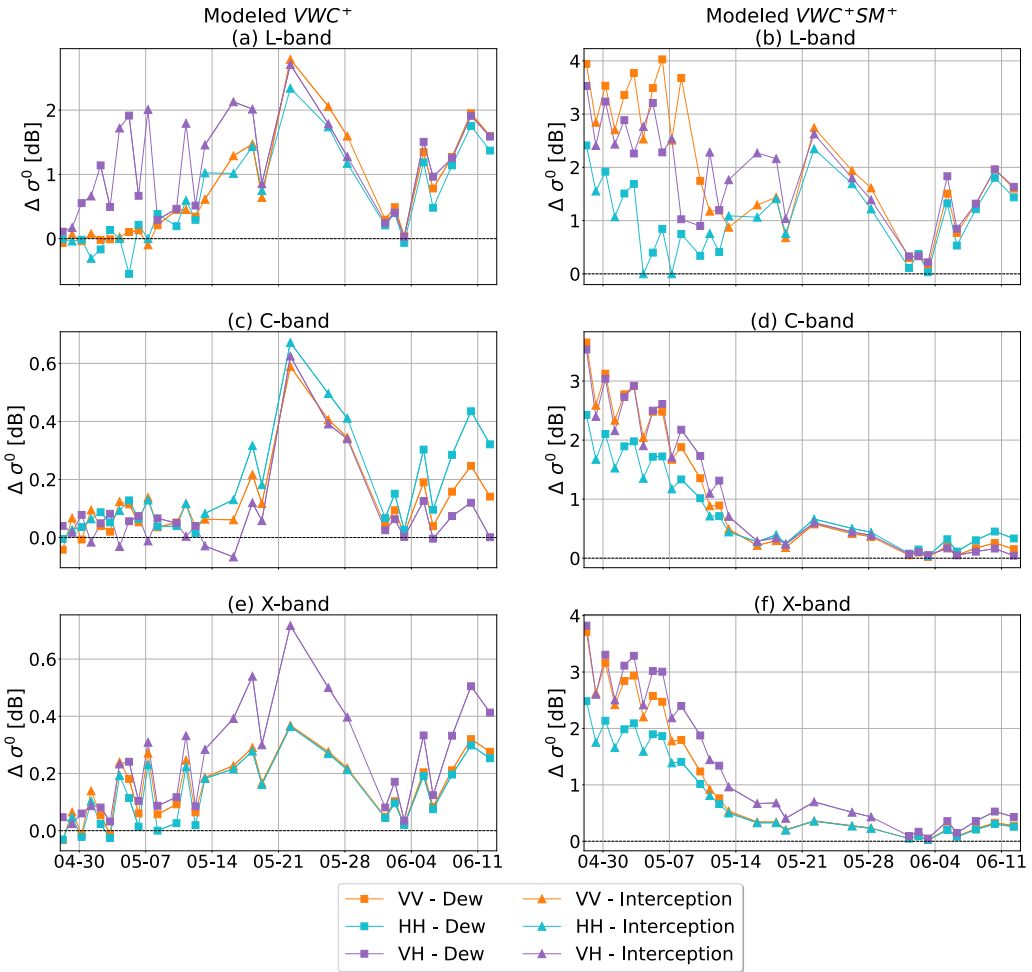 Modeled VWC⁺
Modeled VWC⁺SM⁺
(a) L-band
(b) L-band
Δ σ⁰ [dB]
2
1
0
Δ σ⁰ [dB]
4
3
2
1
0
(c) C-band
(d) C-band
Δ σ⁰ [dB]
0.6
0.4
0.2
0.0
Δ σ⁰ [dB]
3
2
1
0
(e) X-band
(f) X-band
Δ σ⁰ [dB]
0.6
0.4
0.2
0.0
Δ σ⁰ [dB]
4
3
2
1
0
04-30 05-07 05-14 05-21 05-28 06-04 06-11
04-30 05-07 05-14 05-21 05-28 06-04 06-11
VV - Dew
HH - Dew
VH - Dew
VV - Interception
HH - Interception
VH - Interception